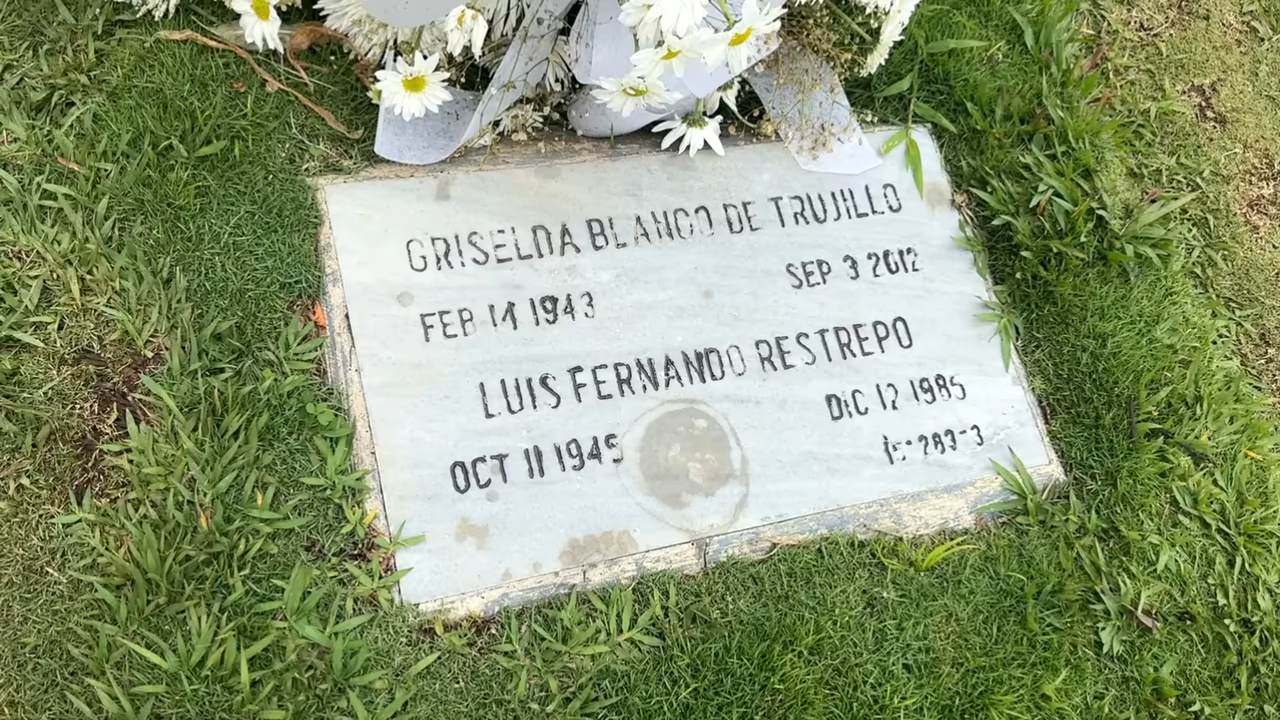 GRISELDA BLANCO DE TRUJILLO
FEB 14 1943 SEP 3 2012
LUIS FERNANDO RESTREPO
OCT 11 1945 DIC 12 1985